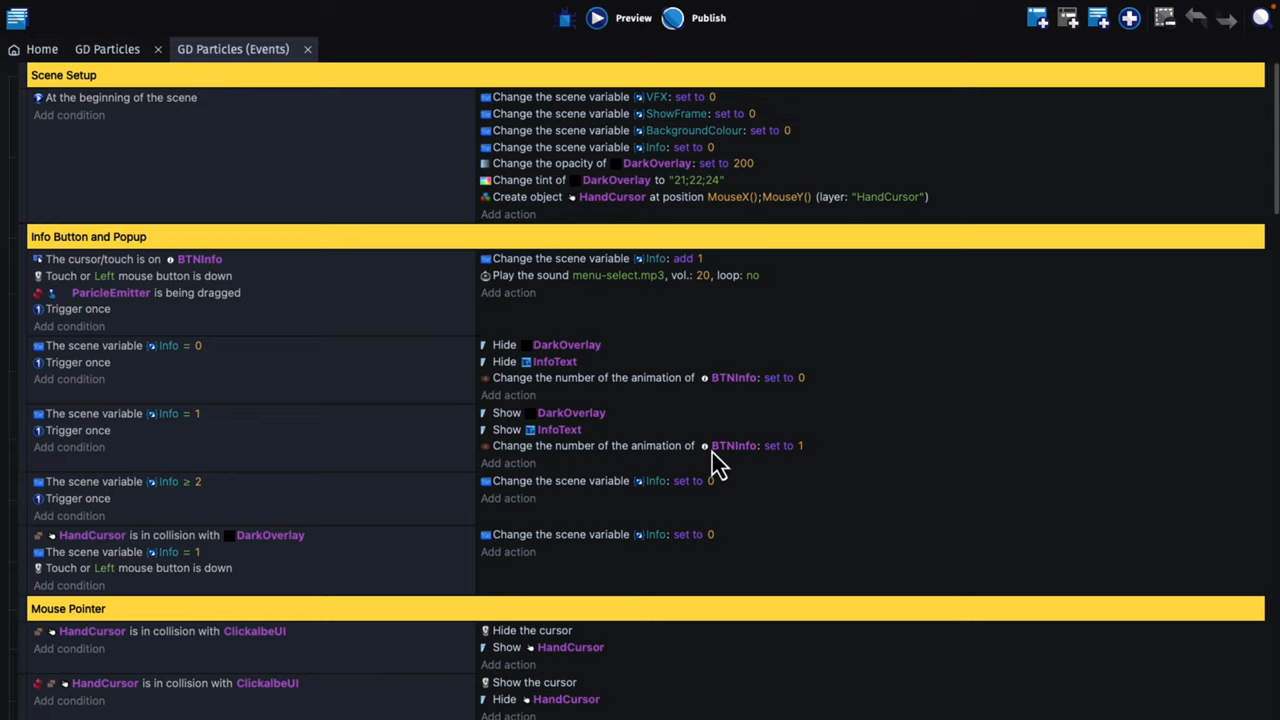 Preview
Publish
Home
GD Particles
GD Particles (Events)
Scene Setup
At the beginning of the scene
Add condition
Change the scene variable VFX: set to 0
Change the scene variable ShowFrame: set to 0
Change the scene variable BackgroundColour: set to 0
Change the scene variable Info: set to 0
Change the opacity of DarkOverlay: set to 200
Change tint of DarkOverlay to "21;22;24"
Create object HandCursor at position MouseX();MouseY() (layer: "HandCursor")
Add action
Info Button and Popup
The cursor/touch is on BTNInfo
Touch or Left mouse button is down
ParicleEmitter is being dragged
Trigger once
Add condition
Change the scene variable Info: add 1
Play the sound menu-select.mp3, vol.: 20, loop: no
Add action
The scene variable Info = 0
Trigger once
Add condition
Hide DarkOverlay
Hide InfoText
Change the number of the animation of BTNInfo: set to 0
Add action
The scene variable Info = 1
Trigger once
Add condition
Show DarkOverlay
Show InfoText
Change the number of the animation of BTNInfo: set to 1
Add action
The scene variable Info ≥ 2
Trigger once
Add condition
Change the scene variable Info: set to 0
Add action
HandCursor is in collision with DarkOverlay
The scene variable Info = 1
Touch or Left mouse button is down
Add condition
Change the scene variable Info: set to 0
Add action
Mouse Pointer
HandCursor is in collision with ClickalbeUI
Add condition
Hide the cursor
Show HandCursor
Add action
HandCursor is in collision with ClickalbeUI
Add condition
Show the cursor
Hide HandCursor
Add action